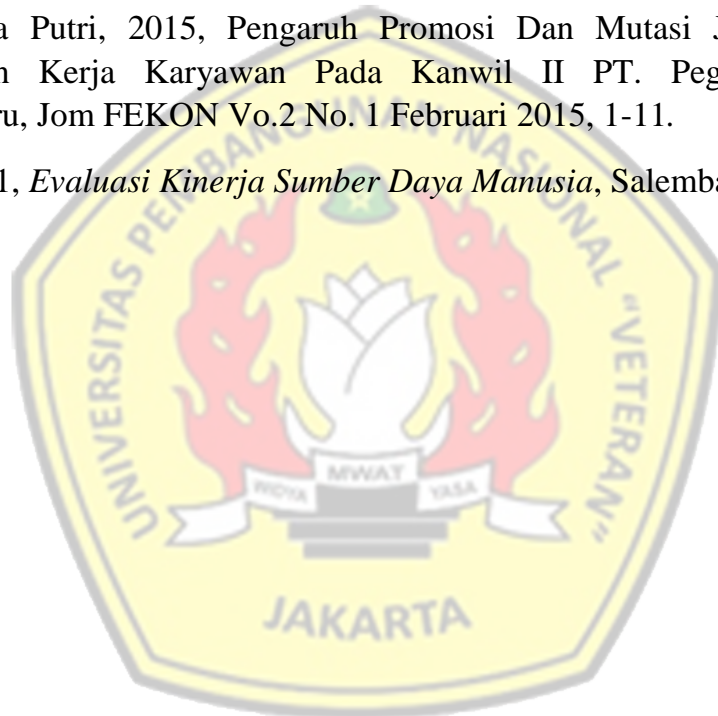 a Putri, 2015, Pengaruh Promosi Dan Mutasi J
n Kerja Karyawan Pada Kanwil II PT. Peg
ru, Jom FEKON Vo.2 No. 1 Februari 2015, 1-11.
1, Evaluasi Kinerja Sumber Daya Manusia, Salemba
UNIVERSITAS PEMBANGUNAN NASIONAL "VETERAN"
WIDYA MWAT YASA
JAKARTA